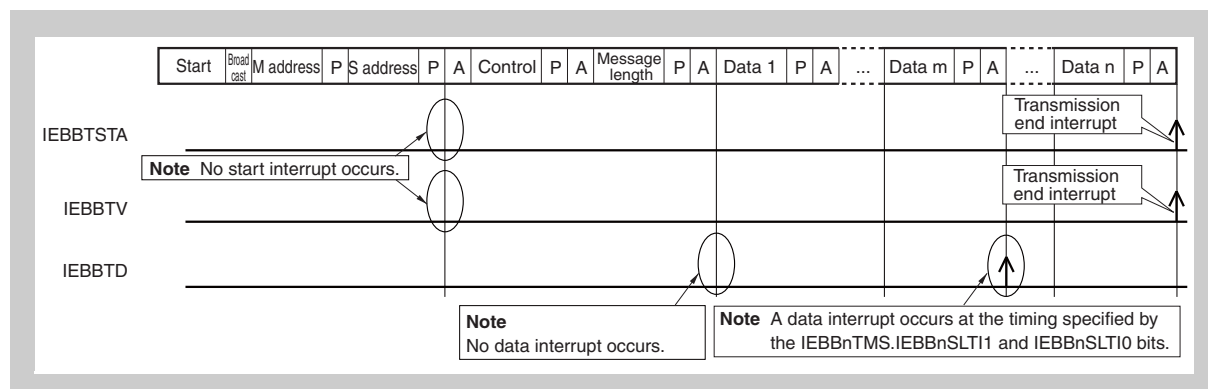 Start Broad cast M address P S address P A Control P A Message length P A Data 1 P A ... Data m P A ... Data n P A
Transmission
end interrupt
IEBBTSTA
Note No start interrupt occurs.
Transmission
end interrupt
IEBBTV
IEBBTD
Note
No data interrupt occurs.
Note A data interrupt occurs at the timing specified by
the IEBBnTMS.IEBBnSLTI1 and IEBBnSLTI0 bits.